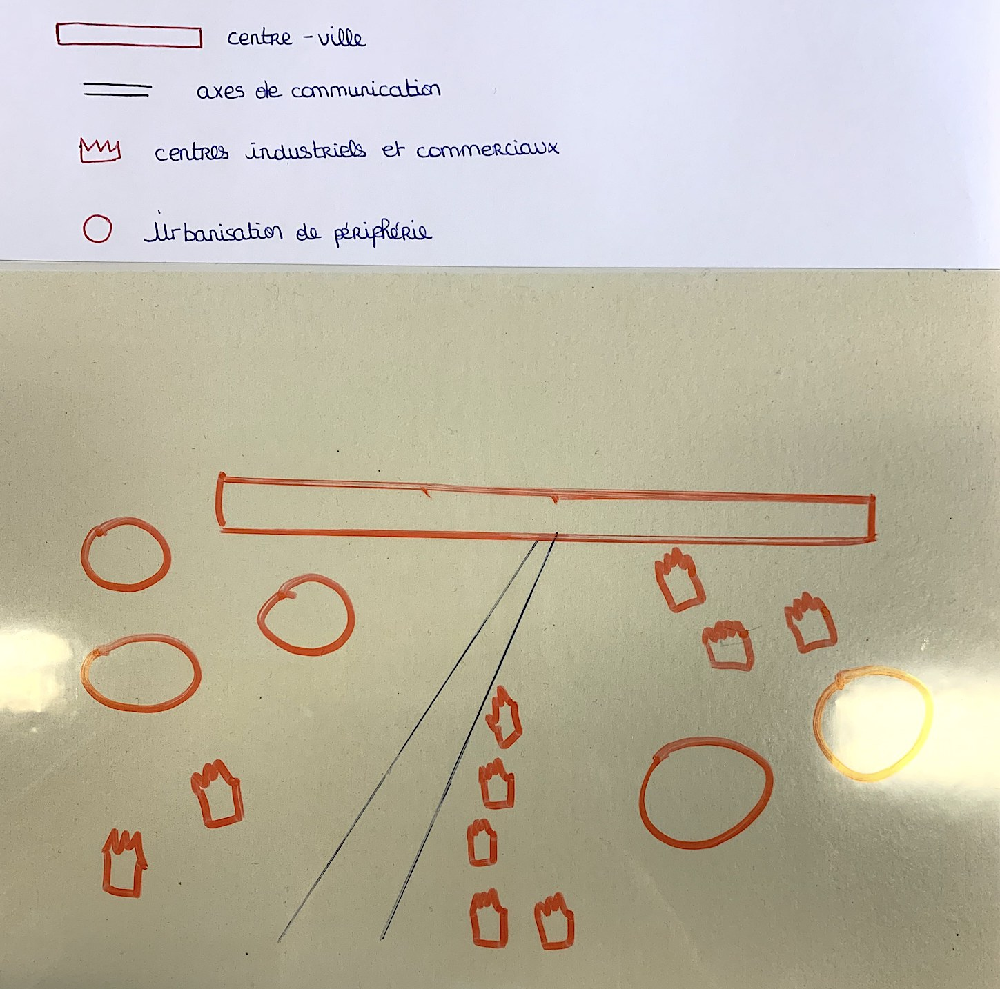 centre - ville
axes de communication
centres industriels et commerciaux
Urbanisation de périphérie